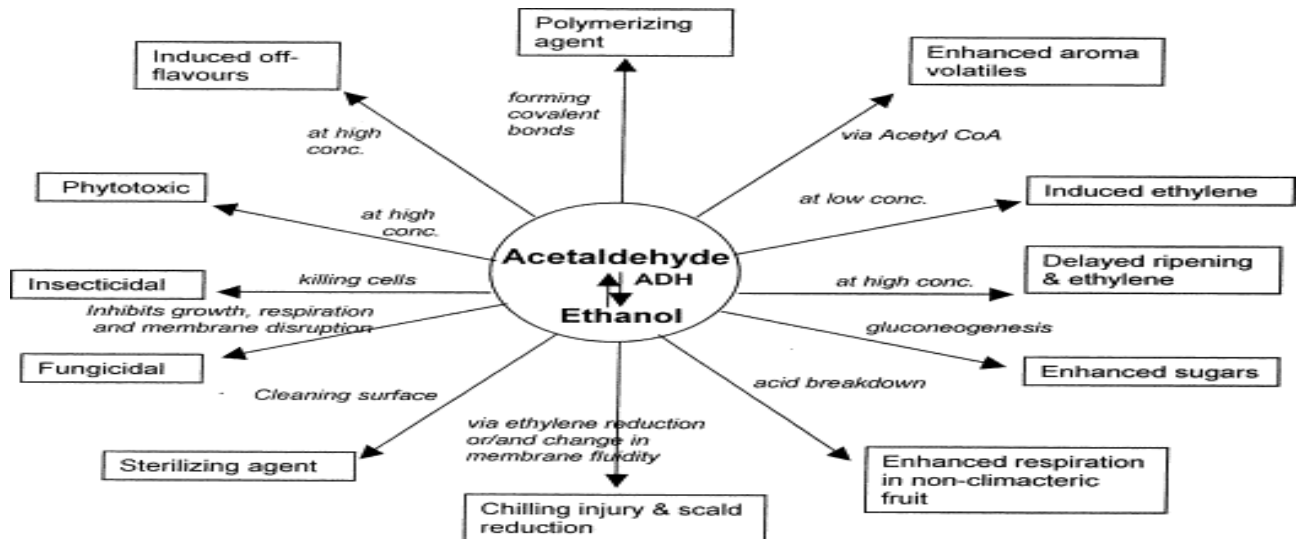 Polymerizing
agent
Induced off-
flavours
Enhanced aroma
volatiles
forming
covalent
bonds
at high
conc.
via Acetyl CoA
Phytotoxic
at low conc.
Induced ethylene
at high
conc.
Acetaldehyde
ADH
Ethanol
Delayed ripening
& ethylene
Insecticidal
killing cells
at high conc.
Inhibits growth, respiration
and membrane disruption
gluconeogenesis
Fungicidal
Enhanced sugars
Cleaning surface
acid breakdown
via ethylene reduction
or/and change in
membrane fluidity
Sterilizing agent
Enhanced respiration
in non-climacteric
fruit
Chilling injury & scald
reduction